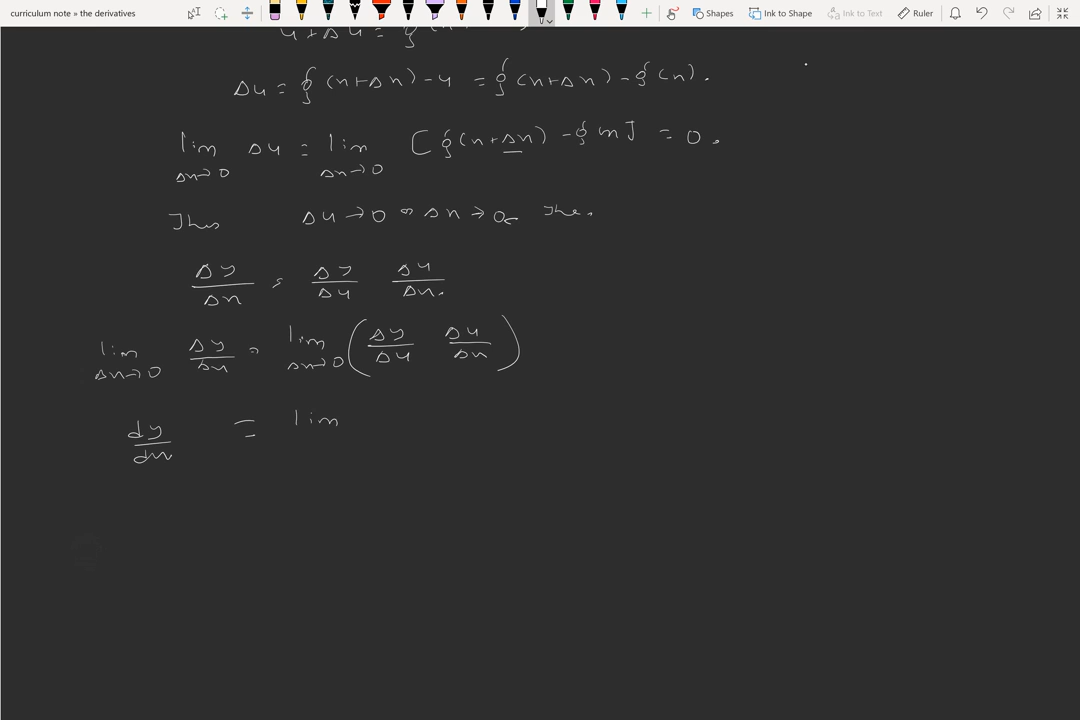 curriculum note » the derivatives
Shapes Ink to Shape Ink to Text Ruler
Δu = f(x+Δx) - u = f(x+Δx) - f(x).
lim Δx→0 Δu = lim Δx→0 [f(x+Δx) - f(x)] = 0.
Thus Δu → 0 as Δx → 0. The.
Δy/Δx = Δy/Δu Δu/Δx.
lim Δx→0 Δy/Δx = lim Δx→0 (Δy/Δu Δu/Δx)
dy/dx = lim